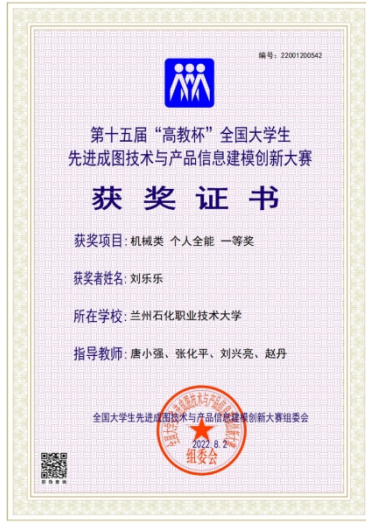 编号：22001200542
第十五届“高教杯”全国大学生
先进成图技术与产品信息建模创新大赛
获奖证书
获奖项目：机械类 个人全能 一等奖
获奖者姓名：刘乐乐
所在学校：兰州石化职业技术大学
指导教师：唐小强、张化平、刘兴亮、赵丹
全国大学生先进成图技术与产品信息建模创新大赛组委会
2022.8.2
组委会